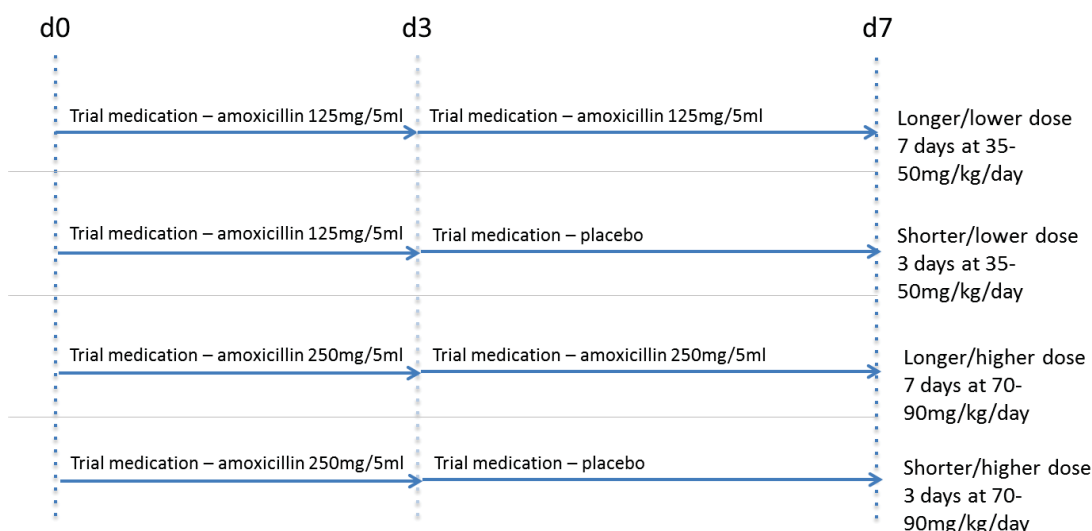 d0
d3
d7
Trial medication – amoxicillin 125mg/5ml
Trial medication – amoxicillin 125mg/5ml
Longer/lower dose
7 days at 35-
50mg/kg/day
Trial medication – amoxicillin 125mg/5ml
Trial medication – placebo
Shorter/lower dose
3 days at 35-
50mg/kg/day
Trial medication – amoxicillin 250mg/5ml
Trial medication – amoxicillin 250mg/5ml
Longer/higher dose
7 days at 70-
90mg/kg/day
Trial medication – amoxicillin 250mg/5ml
Trial medication – placebo
Shorter/higher dose
3 days at 70-
90mg/kg/day